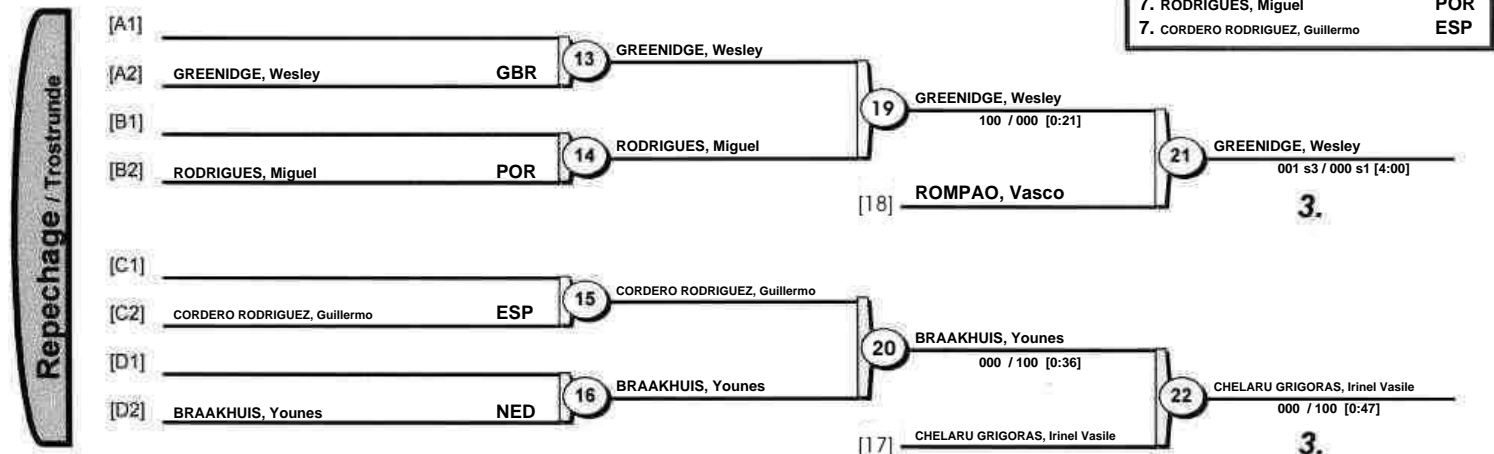 7. RODRIGUES, Miguel POR
7. CORDERO RODRIGUEZ, Guillermo ESP
Repechage / Trostrunde
[A1]
[A2] GREENIDGE, Wesley GBR
13 GREENIDGE, Wesley
[B1]
[B2] RODRIGUES, Miguel POR
14 RODRIGUES, Miguel
19 GREENIDGE, Wesley
100 / 000 [0:21]
[18] ROMPAO, Vasco
21 GREENIDGE, Wesley
001 s3 / 000 s1 [4:00]
3.
[C1]
[C2] CORDERO RODRIGUEZ, Guillermo ESP
15 CORDERO RODRIGUEZ, Guillermo
[D1]
[D2] BRAAKHUIS, Younes NED
16 BRAAKHUIS, Younes
20 BRAAKHUIS, Younes
000 / 100 [0:36]
[17] CHELARU GRIGORAS, Irinel Vasile
22 CHELARU GRIGORAS, Irinel Vasile
000 / 100 [0:47]
3.